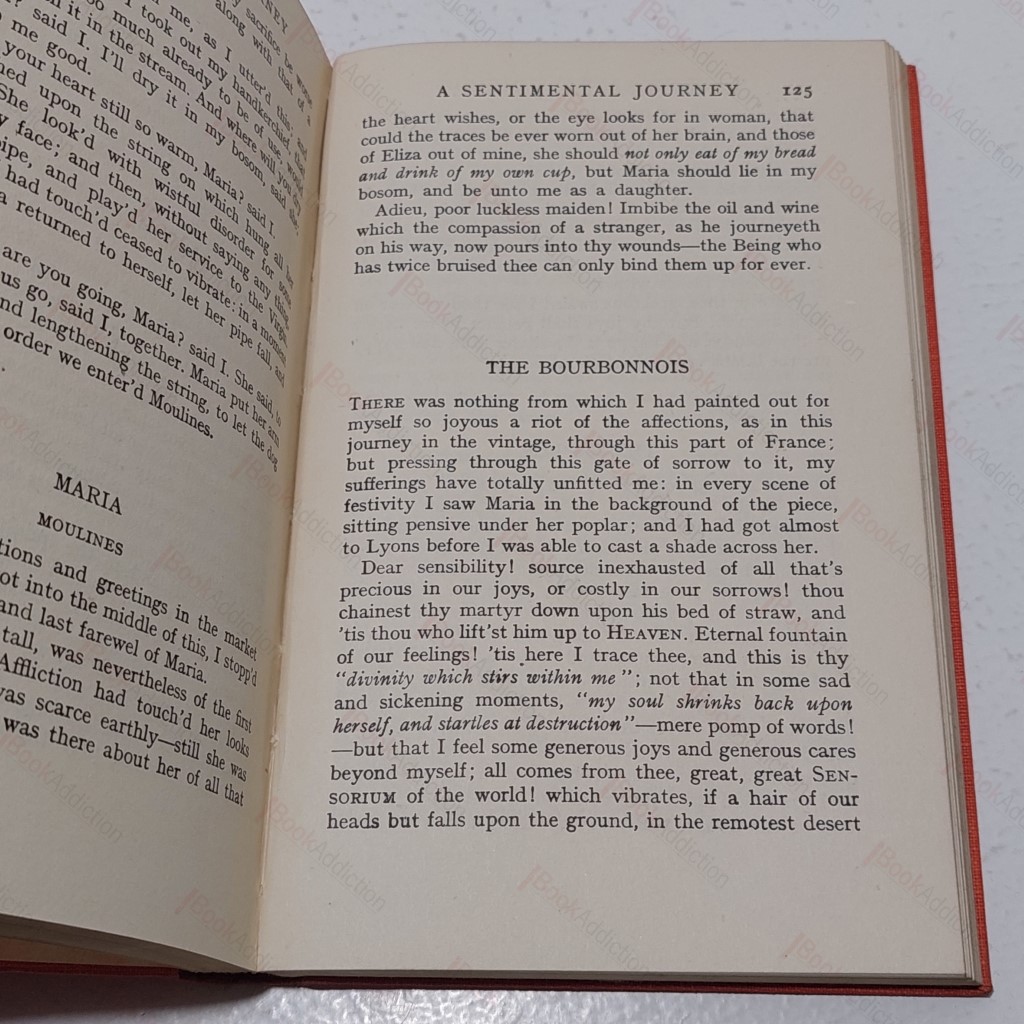 RNEY
y sacrifice be
along with that of a
me, as I utter'd this; and
I took out my handkerchief, that
oo much already to be of use;
h it in the stream. And where will you dry
? said I. I'll dry it in my bosom, said she;
me good.
your heart still so warm, Maria? said I.
ned upon the string on which hung all her
She look'd with wistful disorder for some
y face; and then, without saying any thing,
pipe, and play'd her service to the Virgin.
had touch'd ceased to vibrate: in a moment
a returned to herself, let her pipe fall, and
are you going, Maria? said I. She said, to
us go, said I, together. Maria put her arm
nd lengthening the string, to let the dog
order we enter'd Moulines.
MARIA
MOULINES
tions and greetings in the market
ot into the middle of this, I stopp'd
and last farewel of Maria.
tall, was nevertheless of the first
Affliction had touch'd her looks
was scarce earthly—still she was
was there about her of all that
A SENTIMENTAL JOURNEY 125
the heart wishes, or the eye looks for in woman, that
could the traces be ever worn out of her brain, and those
of Eliza out of mine, she should not only eat of my bread
and drink of my own cup, but Maria should lie in my
bosom, and be unto me as a daughter.
Adieu, poor luckless maiden! Imbibe the oil and wine
which the compassion of a stranger, as he journeyeth
on his way, now pours into thy wounds—the Being who
has twice bruised thee can only bind them up for ever.
THE BOURBONNOIS
THERE was nothing from which I had painted out for
myself so joyous a riot of the affections, as in this
journey in the vintage, through this part of France;
but pressing through this gate of sorrow to it, my
sufferings have totally unfitted me: in every scene of
festivity I saw Maria in the background of the piece,
sitting pensive under her poplar; and I had got almost
to Lyons before I was able to cast a shade across her.
Dear sensibility! source inexhausted of all that's
precious in our joys, or costly in our sorrows! thou
chainest thy martyr down upon his bed of straw, and
'tis thou who lift'st him up to HEAVEN. Eternal fountain
of our feelings! 'tis here I trace thee, and this is thy
"divinity which stirs within me"; not that in some sad
and sickening moments, "my soul shrinks back upon
herself, and startles at destruction"—mere pomp of words!
—but that I feel some generous joys and generous cares
beyond myself; all comes from thee, great, great SEN-
SORIUM of the world! which vibrates, if a hair of our
heads but falls upon the ground, in the remotest desert